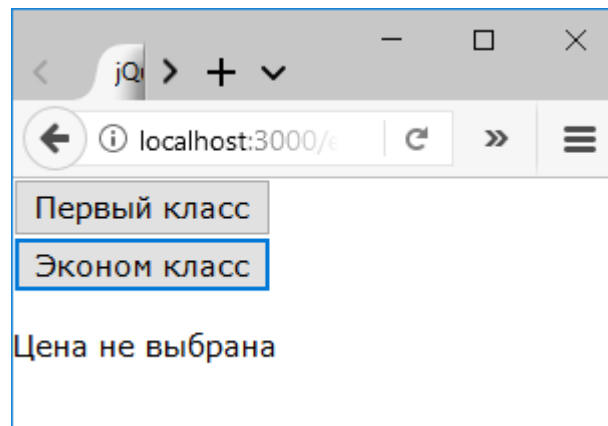 jQ
localhost:3000/e
Первый класс
Эконом класс
Цена не выбрана